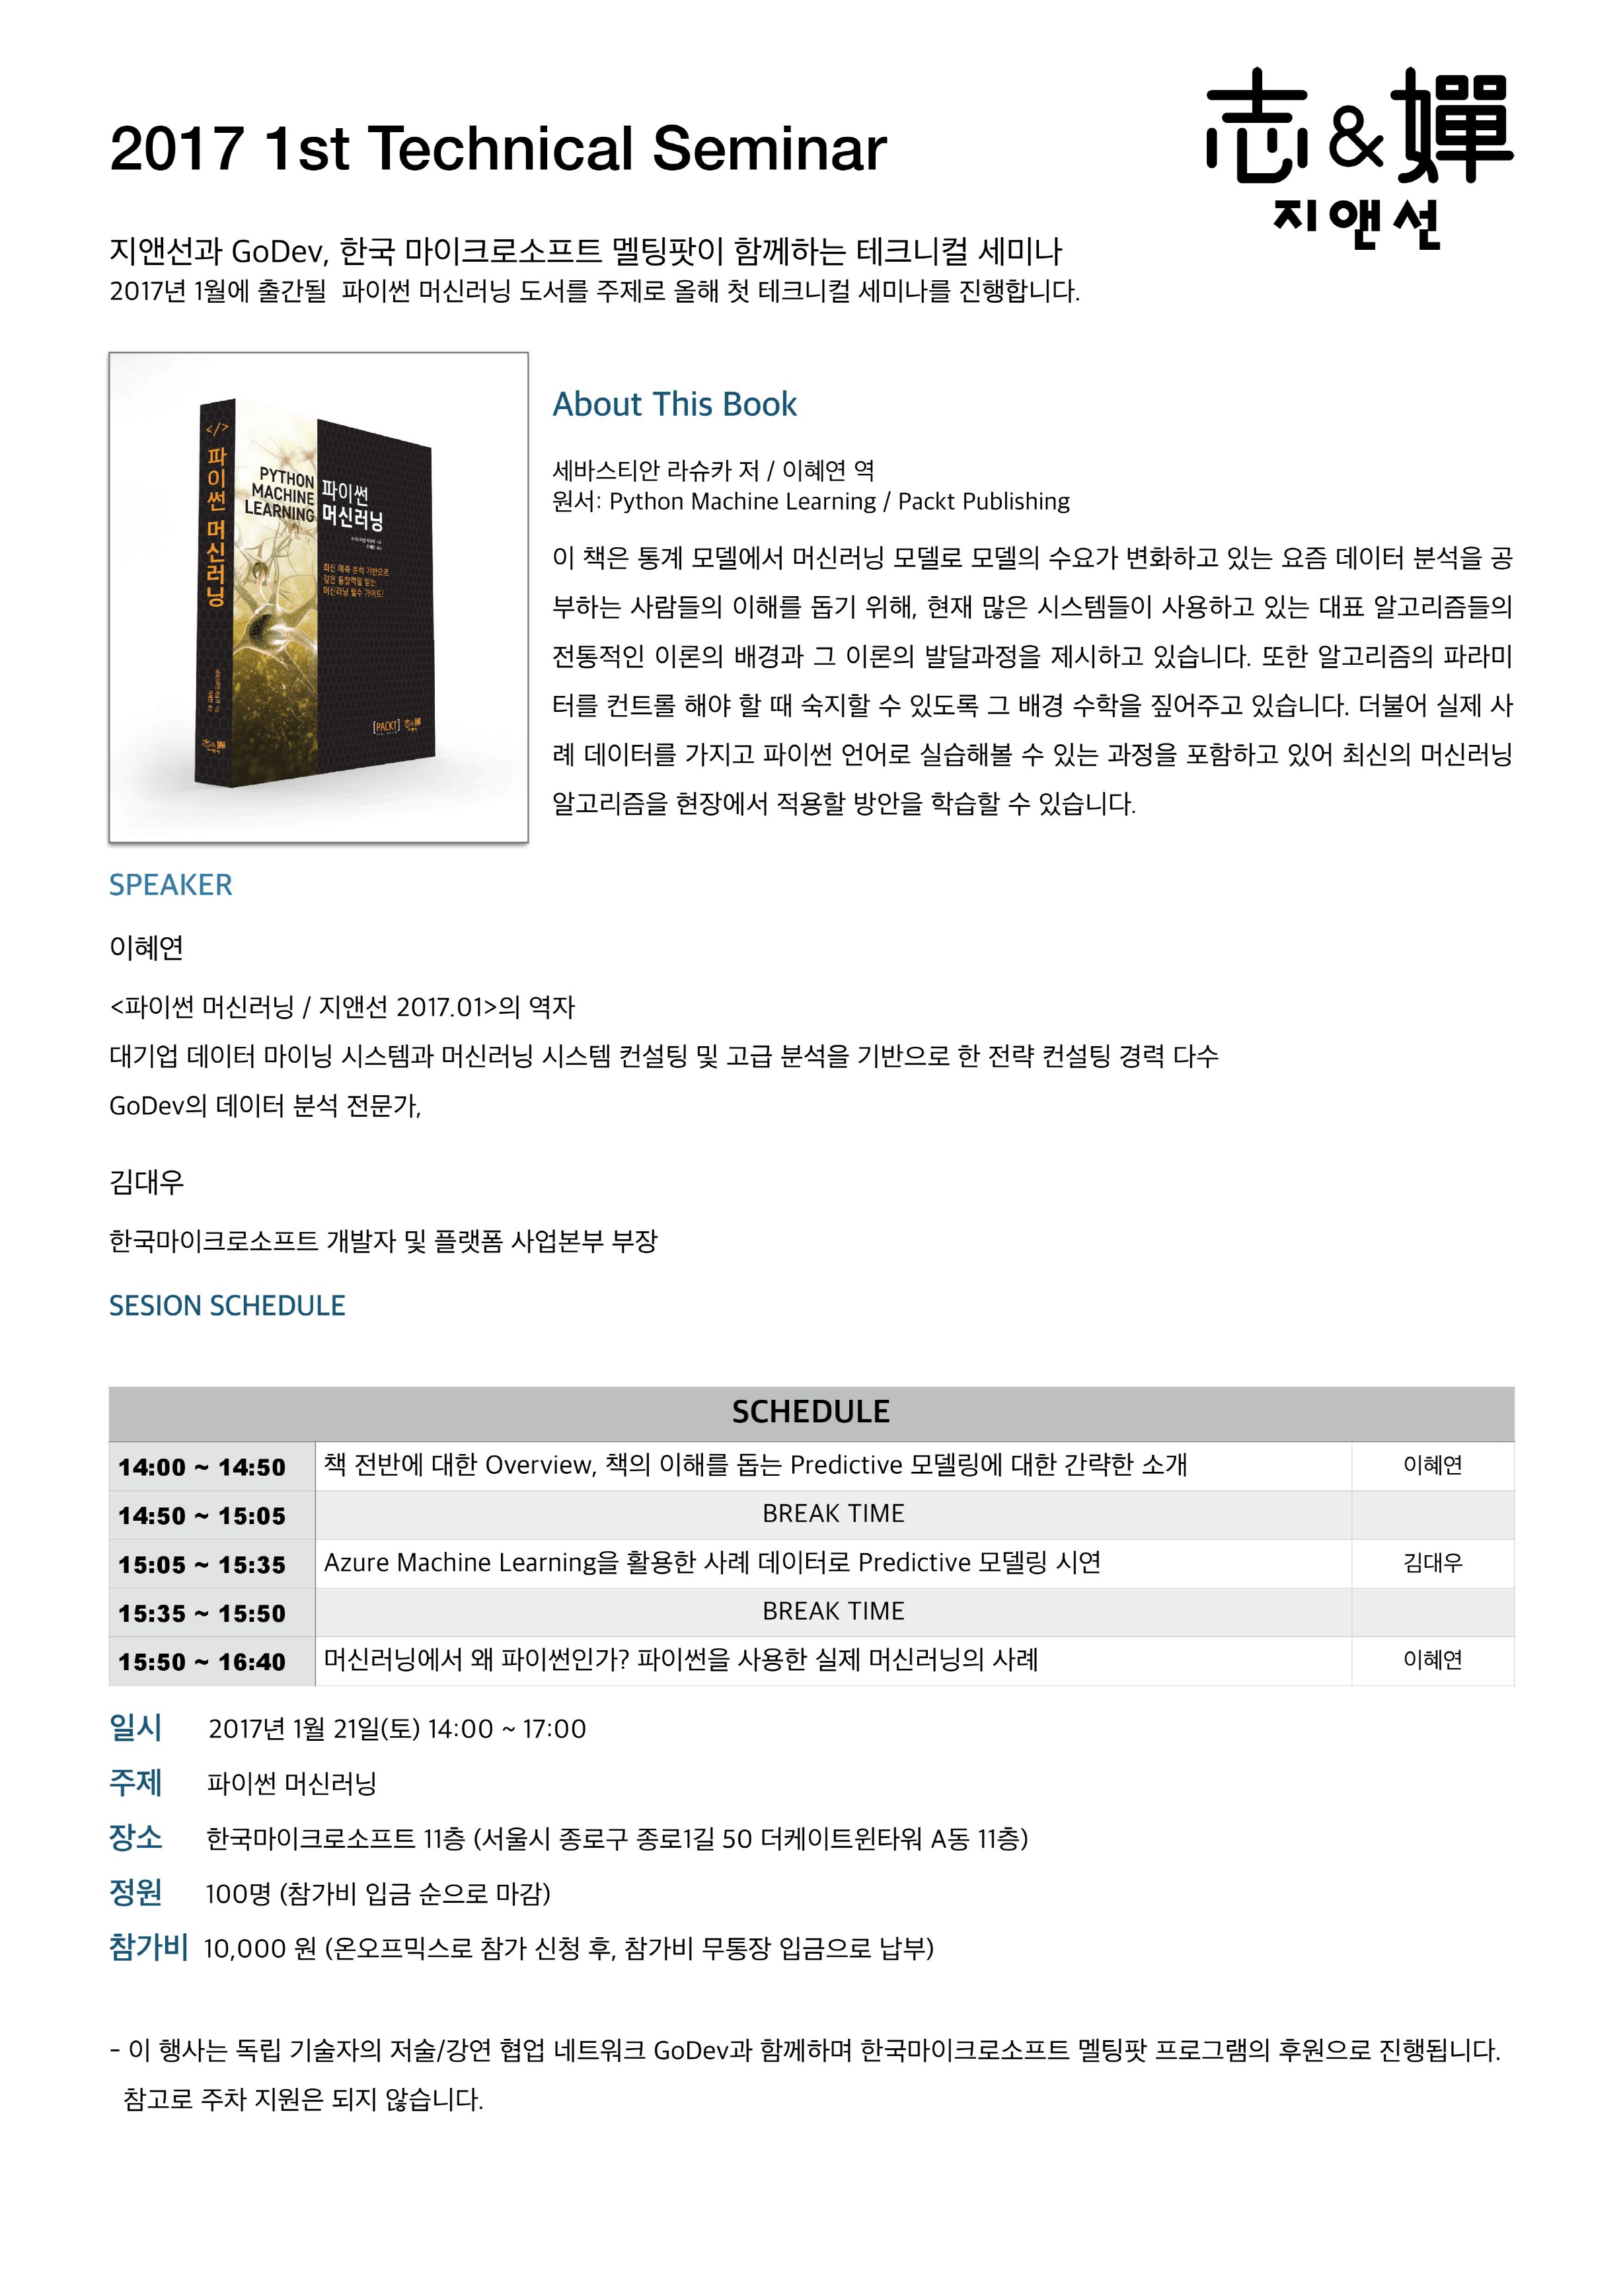 2017 1st Technical Seminar
志&嬋
지앤선
지앤선과 GoDev, 한국 마이크로소프트 멜팅팟이 함께하는 테크니컬 세미나
2017년 1월에 출간될 파이썬 머신러닝 도서를 주제로 올해 첫 테크니컬 세미나를 진행합니다.
</>
파이썬 머신러닝
志&嬋
PYTHON
MACHINE
LEARNING
파이썬
머신러닝
최신 예측 분석 기반으로
깊은 통찰력을 얻는
머신러닝 필수 가이드!
[PACKT] 志&嬋
About This Book
세바스티안 라슈카 저 / 이혜연 역
원서: Python Machine Learning / Packt Publishing
이 책은 통계 모델에서 머신러닝 모델로 모델의 수요가 변화하고 있는 요즘 데이터 분석을 공
부하는 사람들의 이해를 돕기 위해, 현재 많은 시스템들이 사용하고 있는 대표 알고리즘들의
전통적인 이론의 배경과 그 이론의 발달과정을 제시하고 있습니다. 또한 알고리즘의 파라미
터를 컨트롤 해야 할 때 숙지할 수 있도록 그 배경 수학을 짚어주고 있습니다. 더불어 실제 사
례 데이터를 가지고 파이썬 언어로 실습해볼 수 있는 과정을 포함하고 있어 최신의 머신러닝
알고리즘을 현장에서 적용할 방안을 학습할 수 있습니다.
SPEAKER
이혜연
<파이썬 머신러닝 / 지앤선 2017.01>의 역자
대기업 데이터 마이닝 시스템과 머신러닝 시스템 컨설팅 및 고급 분석을 기반으로 한 전략 컨설팅 경력 다수
GoDev의 데이터 분석 전문가,
김대우
한국마이크로소프트 개발자 및 플랫폼 사업본부 부장
SESION SCHEDULE
SCHEDULE
14:00 ~ 14:50 책 전반에 대한 Overview, 책의 이해를 돕는 Predictive 모델링에 대한 간략한 소개 이혜연
14:50 ~ 15:05 BREAK TIME
15:05 ~ 15:35 Azure Machine Learning을 활용한 사례 데이터로 Predictive 모델링 시연 김대우
15:35 ~ 15:50 BREAK TIME
15:50 ~ 16:40 머신러닝에서 왜 파이썬인가? 파이썬을 사용한 실제 머신러닝의 사례 이혜연
일시 2017년 1월 21일(토) 14:00 ~ 17:00
주제 파이썬 머신러닝
장소 한국마이크로소프트 11층 (서울시 종로구 종로1길 50 더케이트윈타워 A동 11층)
정원 100명 (참가비 입금 순으로 마감)
참가비 10,000 원 (온오프믹스로 참가 신청 후, 참가비 무통장 입금으로 납부)
- 이 행사는 독립 기술자의 저술/강연 협업 네트워크 GoDev과 함께하며 한국마이크로소프트 멜팅팟 프로그램의 후원으로 진행됩니다.
참고로 주차 지원은 되지 않습니다.